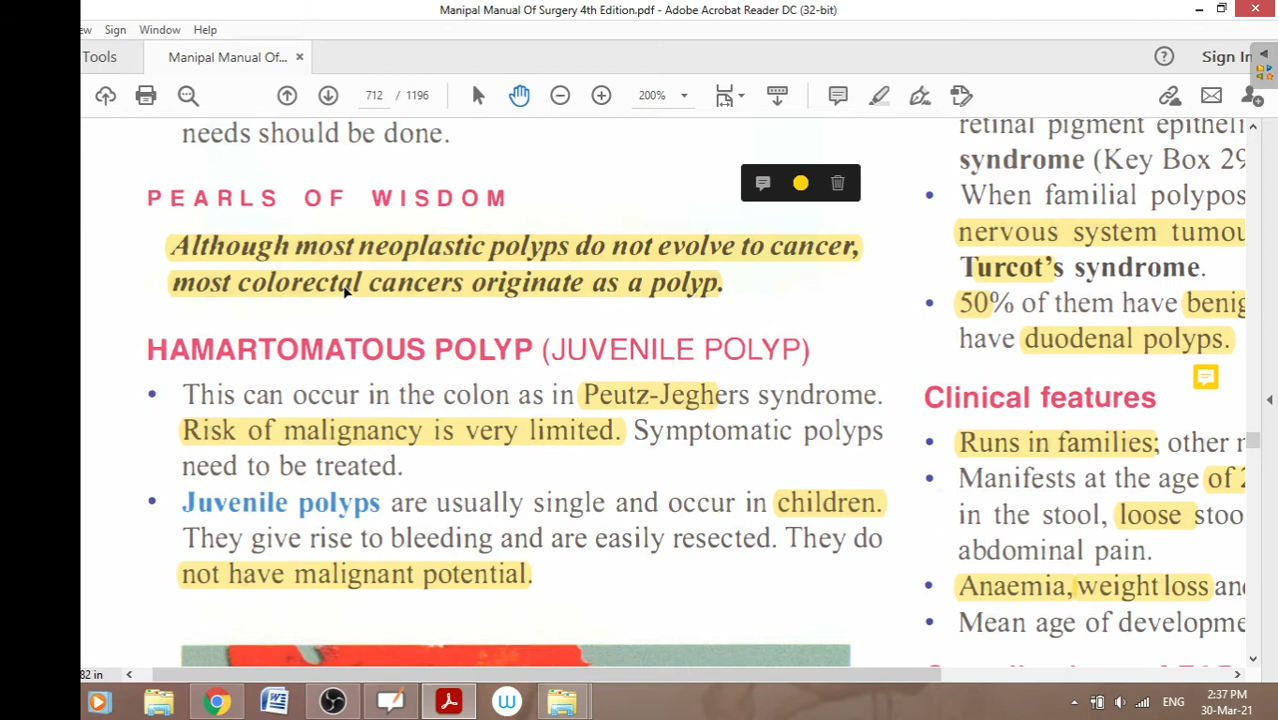 Manipal Manual Of Surgery 4th Edition.pdf - Adobe Acrobat Reader DC (32-bit)
ew Sign Window Help
Tools Manipal Manual Of... × Sign In
712 / 1196 200%
needs should be done.
PEARLS OF WISDOM
Although most neoplastic polyps do not evolve to cancer,
most colorectal cancers originate as a polyp.
HAMARTOMATOUS POLYP (JUVENILE POLYP)
• This can occur in the colon as in Peutz-Jeghers syndrome.
Risk of malignancy is very limited. Symptomatic polyps
need to be treated.
• Juvenile polyps are usually single and occur in children.
They give rise to bleeding and are easily resected. They do
not have malignant potential.
retinal pigment epitheli
syndrome (Key Box 29
• When familial polypos
nervous system tumou
Turcot's syndrome.
• 50% of them have benig
have duodenal polyps.
Clinical features
• Runs in families; other
• Manifests at the age of 2
in the stool, loose stoo
abdominal pain.
• Anaemia, weight loss and
• Mean age of developme
82 in
W
ENG
2:37 PM
30-Mar-21